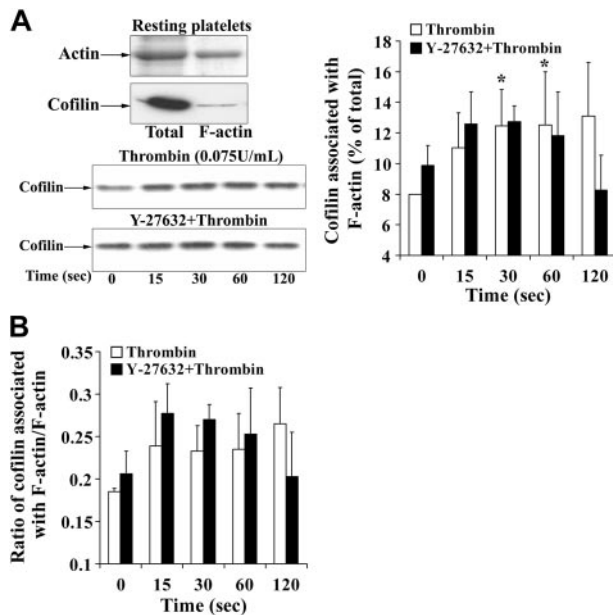 A
Resting platelets
Actin
Cofilin
Total F-actin
Thrombin (0.075U/mL)
Cofilin
Y-27632+Thrombin
Cofilin
Time (sec) 0 15 30 60 120
Thrombin
Y-27632+Thrombin
Cofilin associated with
F-actin (% of total)
18
16
14
12
10
8
6
4
* *
0 15 30 60 120
Time (sec)
B
Thrombin
Y-27632+Thrombin
Ratio of cofilin associated
with F-actin/F-actin
0.35
0.3
0.25
0.2
0.15
0.1
0 15 30 60 120
Time (sec)